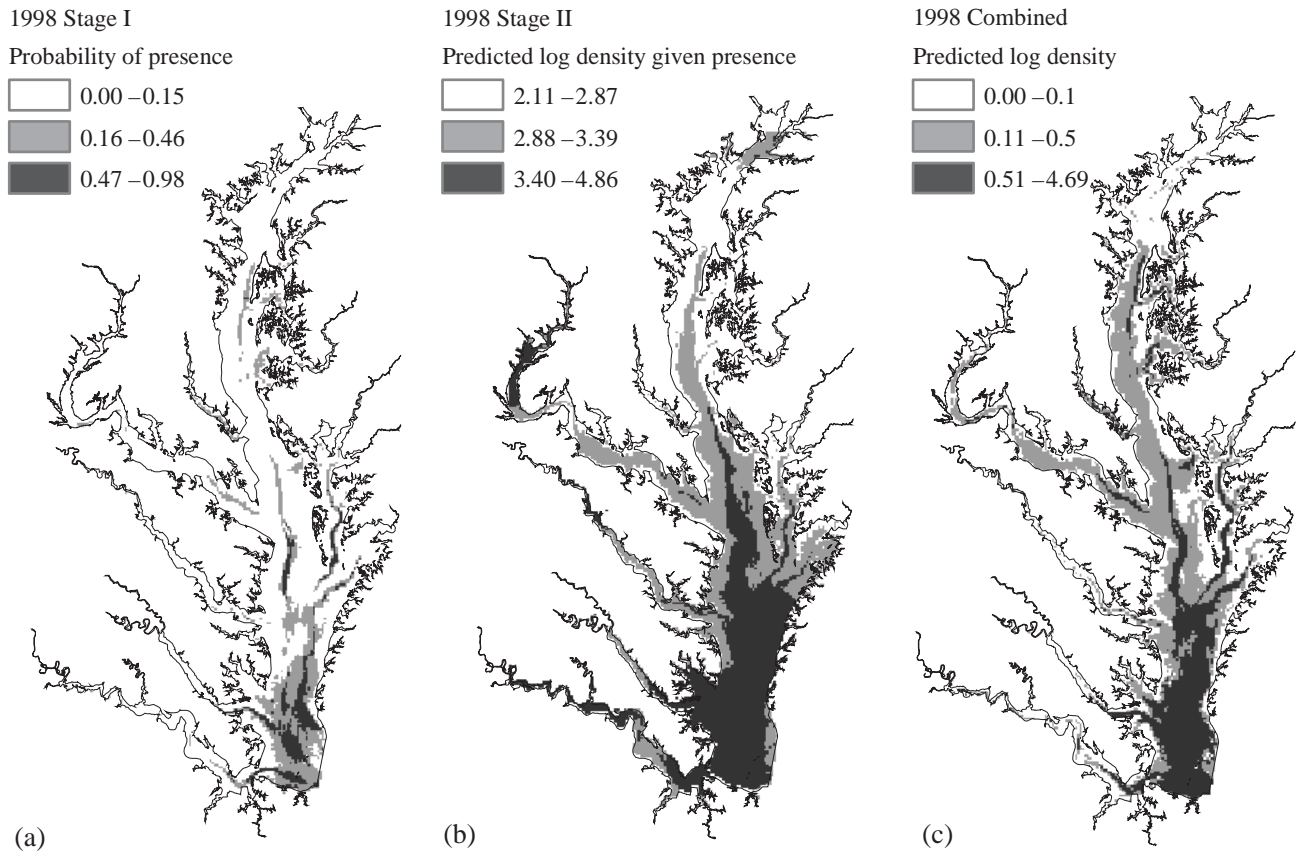 1998 Stage I
Probability of presence
0.00 –0.15
0.16 –0.46
0.47 –0.98
(a)
1998 Stage II
Predicted log density given presence
2.11 –2.87
2.88 –3.39
3.40 –4.86
(b)
1998 Combined
Predicted log density
0.00 –0.1
0.11 –0.5
0.51 –4.69
(c)